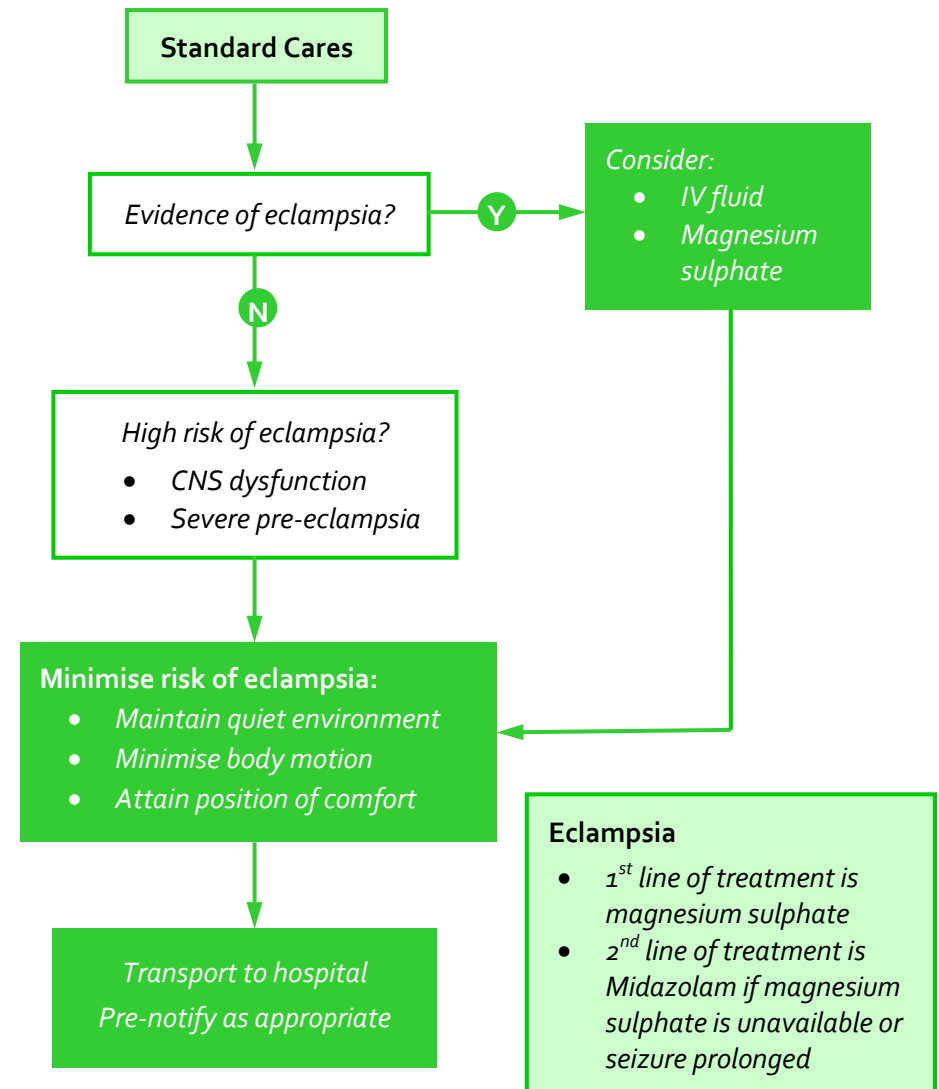 Standard Cares
Evidence of eclampsia?
Y
Consider:
• IV fluid
• Magnesium
sulphate
N
High risk of eclampsia?
• CNS dysfunction
• Severe pre-eclampsia
Minimise risk of eclampsia:
• Maintain quiet environment
• Minimise body motion
• Attain position of comfort
Eclampsia
• 1st line of treatment is
magnesium sulphate
• 2nd line of treatment is
Midazolam if magnesium
sulphate is unavailable or
seizure prolonged
Transport to hospital
Pre-notify as appropriate